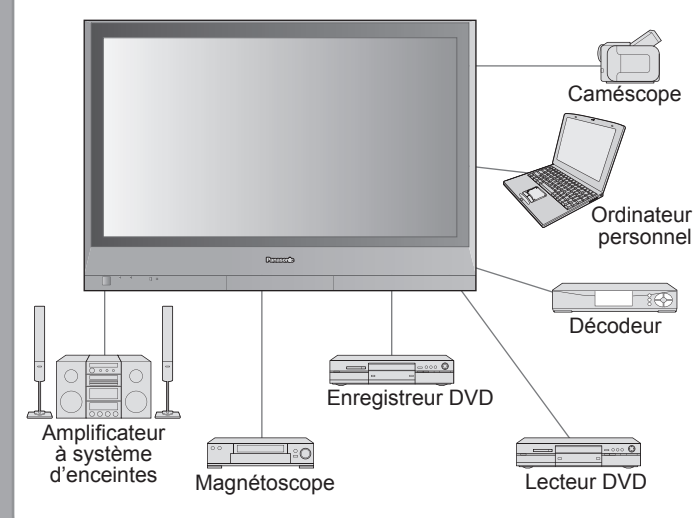 Caméscope
Ordinateur
personnel
Panasonic
Décodeur
Enregistreur DVD
Amplificateur
à système
d'enceintes
Magnétoscope
Lecteur DVD